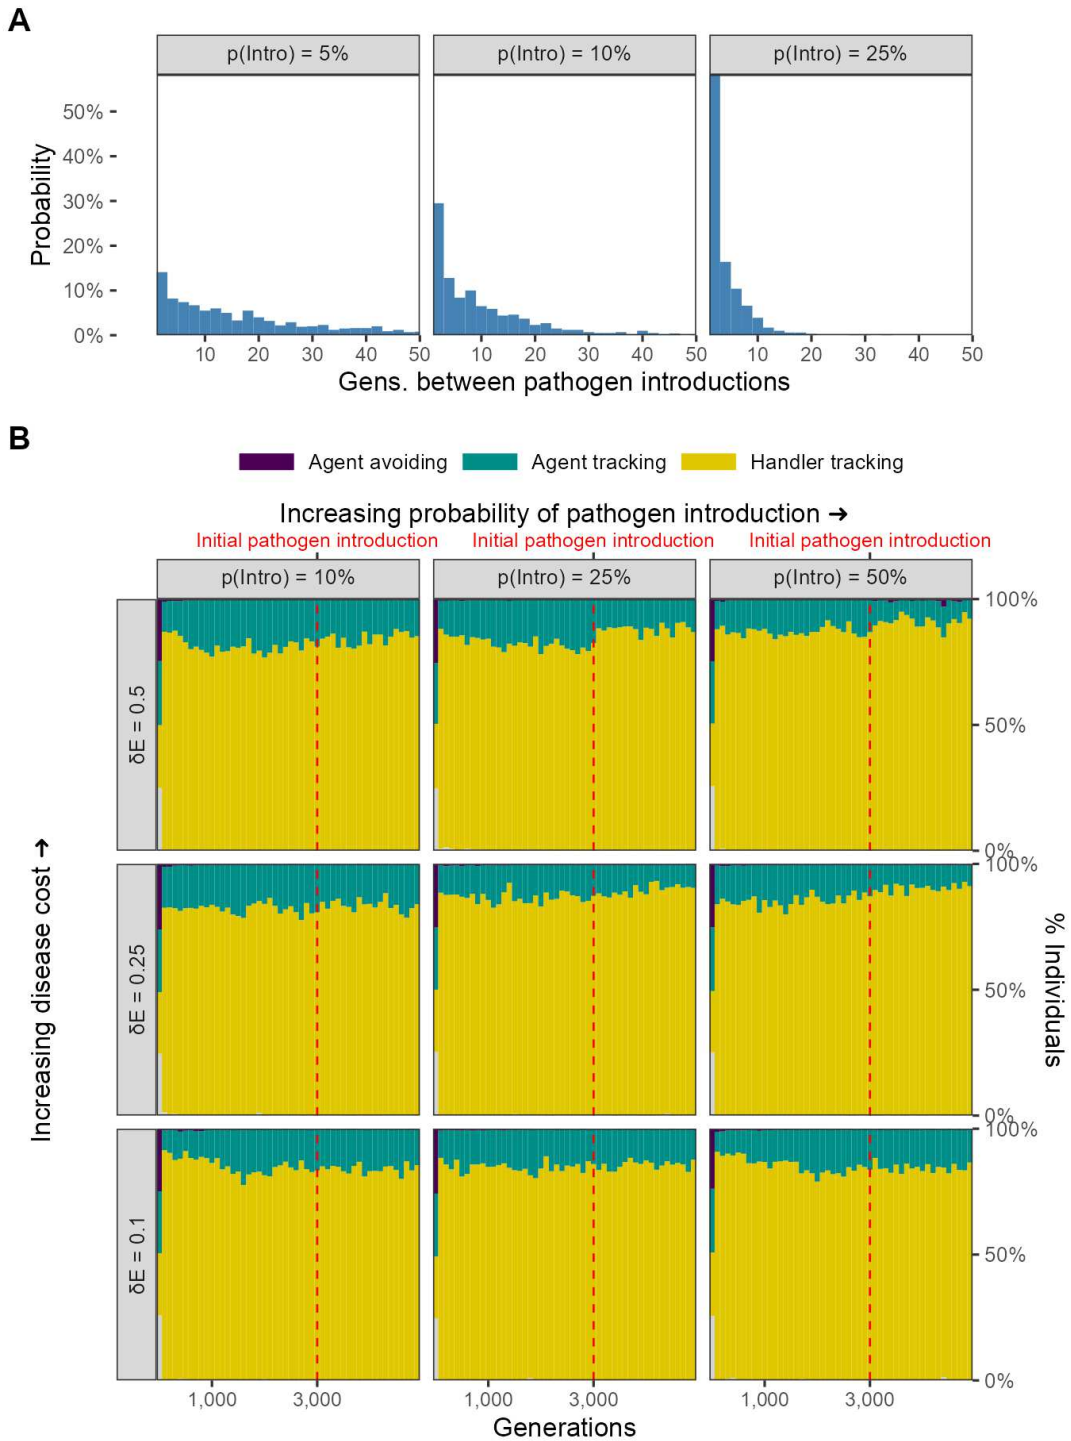 A
p(Intro) = 5% p(Intro) = 10% p(Intro) = 25%
50%
40%
30%
20%
10%
0%
Probability
10 20 30 40 50 10 20 30 40 50 10 20 30 40 50
Gens. between pathogen introductions
B
Agent avoiding Agent tracking Handler tracking
Increasing probability of pathogen introduction ➔
Initial pathogen introduction Initial pathogen introduction Initial pathogen introduction
p(Intro) = 10% p(Intro) = 25% p(Intro) = 50%
Increasing disease cost ➔
δE = 0.5
100%
50%
0%
δE = 0.25
100%
50%
0%
δE = 0.1
100%
50%
0%
% Individuals
1,000 3,000 1,000 3,000 1,000 3,000
Generations